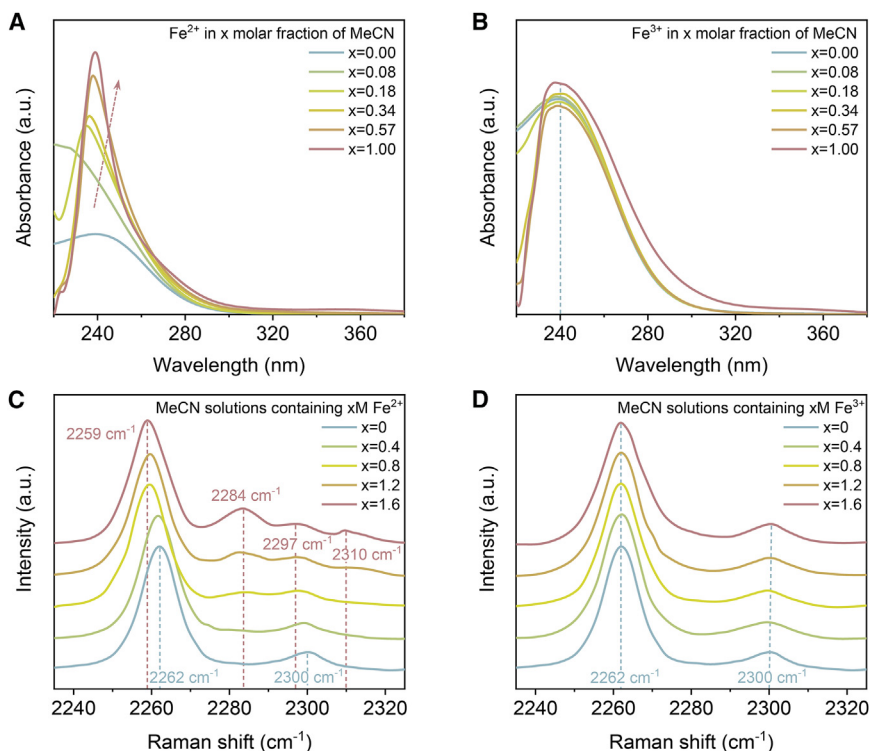 A
Fe²⁺ in x molar fraction of MeCN
x=0.00
x=0.08
x=0.18
x=0.34
x=0.57
x=1.00
Absorbance (a.u.)
240 280 320 360
Wavelength (nm)
B
Fe³⁺ in x molar fraction of MeCN
x=0.00
x=0.08
x=0.18
x=0.34
x=0.57
x=1.00
Absorbance (a.u.)
240 280 320 360
Wavelength (nm)
C
MeCN solutions containing xM Fe²⁺
x=0
x=0.4
x=0.8
x=1.2
x=1.6
2259 cm⁻¹
2284 cm⁻¹
2297 cm⁻¹
2310 cm⁻¹
2262 cm⁻¹
2300 cm⁻¹
Intensity (a.u.)
2240 2260 2280 2300 2320
Raman shift (cm⁻¹)
D
MeCN solutions containing xM Fe³⁺
x=0
x=0.4
x=0.8
x=1.2
x=1.6
2262 cm⁻¹
2300 cm⁻¹
Intensity (a.u.)
2240 2260 2280 2300 2320
Raman shift (cm⁻¹)